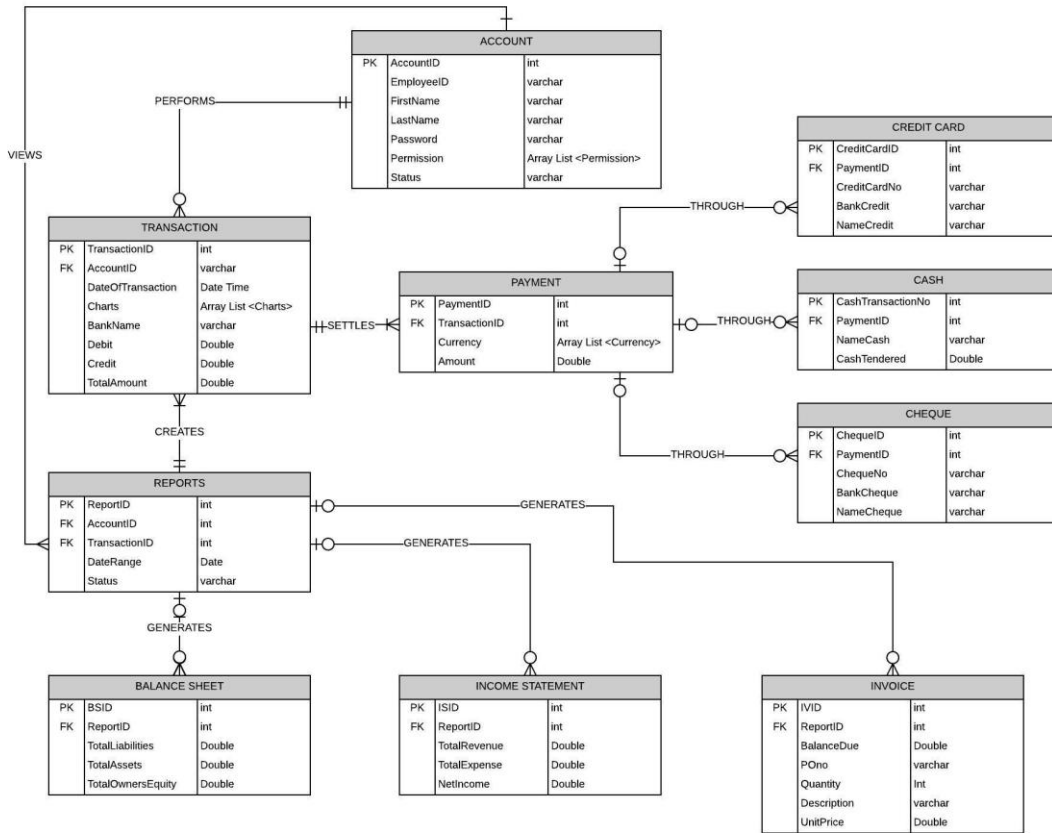 ACCOUNT
PK AccountID int
EmployeeID varchar
FirstName varchar
LastName varchar
Password varchar
Permission Array List <Permission>
Status varchar
PERFORMS
VIEWS
CREDIT CARD
PK CreditCardID int
FK PaymentID int
CreditCardNo varchar
BankCredit varchar
NameCredit varchar
THROUGH
TRANSACTION
PK TransactionID int
FK AccountID varchar
DateOfTransaction Date Time
Charts Array List <Charts>
BankName varchar
Debit Double
Credit Double
TotalAmount Double
SETTLES
PAYMENT
PK PaymentID int
FK TransactionID int
Currency Array List <Currency>
Amount Double
THROUGH
CASH
PK CashTransactionNo int
FK PaymentID int
NameCash varchar
CashTendered Double
THROUGH
CHEQUE
PK ChequeID int
FK PaymentID int
ChequeNo varchar
BankCheque varchar
NameCheque varchar
CREATES
REPORTS
PK ReportID int
FK AccountID int
FK TransactionID int
DateRange Date
Status varchar
GENERATES
GENERATES
GENERATES
BALANCE SHEET
PK BSID int
FK ReportID int
TotalLiabilities Double
TotalAssets Double
TotalOwnersEquity Double
INCOME STATEMENT
PK ISID int
FK ReportID int
TotalRevenue Double
TotalExpense Double
NetIncome Double
INVOICE
PK IVID int
FK ReportID int
BalanceDue Double
POno varchar
Quantity Int
Description varchar
UnitPrice Double